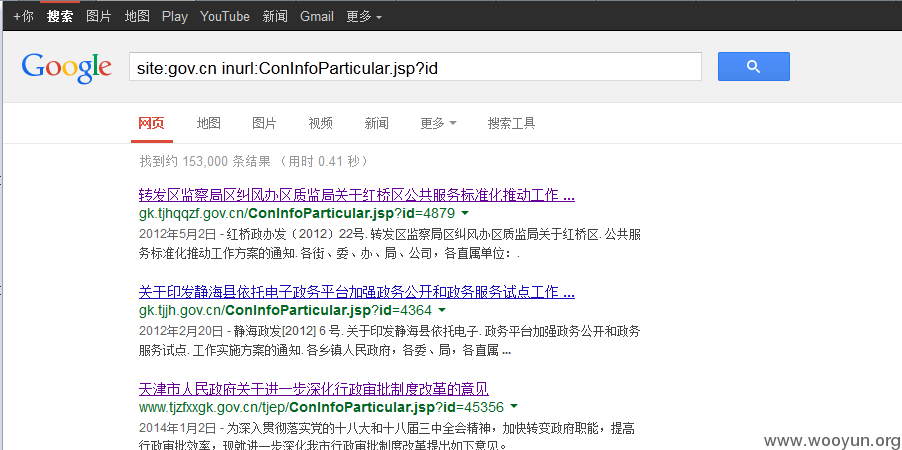 +你 搜索 图片 地图 Play YouTube 新闻 Gmail 更多
Google
site:gov.cn inurl:ConInfoParticular.jsp?id
网页 地图 图片 视频 新闻 更多 搜索工具
找到约 153,000 条结果 （用时 0.41 秒）
转发区监察局区纠风办区质监局关于红桥区公共服务标准化推动工作 ...
gk.tjhqqzf.gov.cn/ConInfoParticular.jsp?id=4879
2012年5月2日 - 红桥政办发（2012）22号. 转发区监察局区纠风办区质监局关于红桥区. 公共服
务标准化推动工作方案的通知. 各街、委、办、局、公司，各直属单位：.
关于印发静海县依托电子政务平台加强政务公开和政务服务试点工作 ...
gk.tjjh.gov.cn/ConInfoParticular.jsp?id=4364
2012年2月20日 - 静海政发[2012] 6 号. 关于印发静海县依托电子. 政务平台加强政务公开和政务
服务试点. 工作实施方案的通知. 各乡镇人民政府，各委、局，各直属 ...
天津市人民政府关于进一步深化行政审批制度改革的意见
www.tjzfxxgk.gov.cn/tjep/ConInfoParticular.jsp?id=45356
2014年1月2日 - 为深入贯彻落实党的十八大和十八届三中全会精神，加快转变政府职能，提高
行政审批效率，现就进一步深化我市行政审批制度改革提出如下意见。
www.wooyun.org